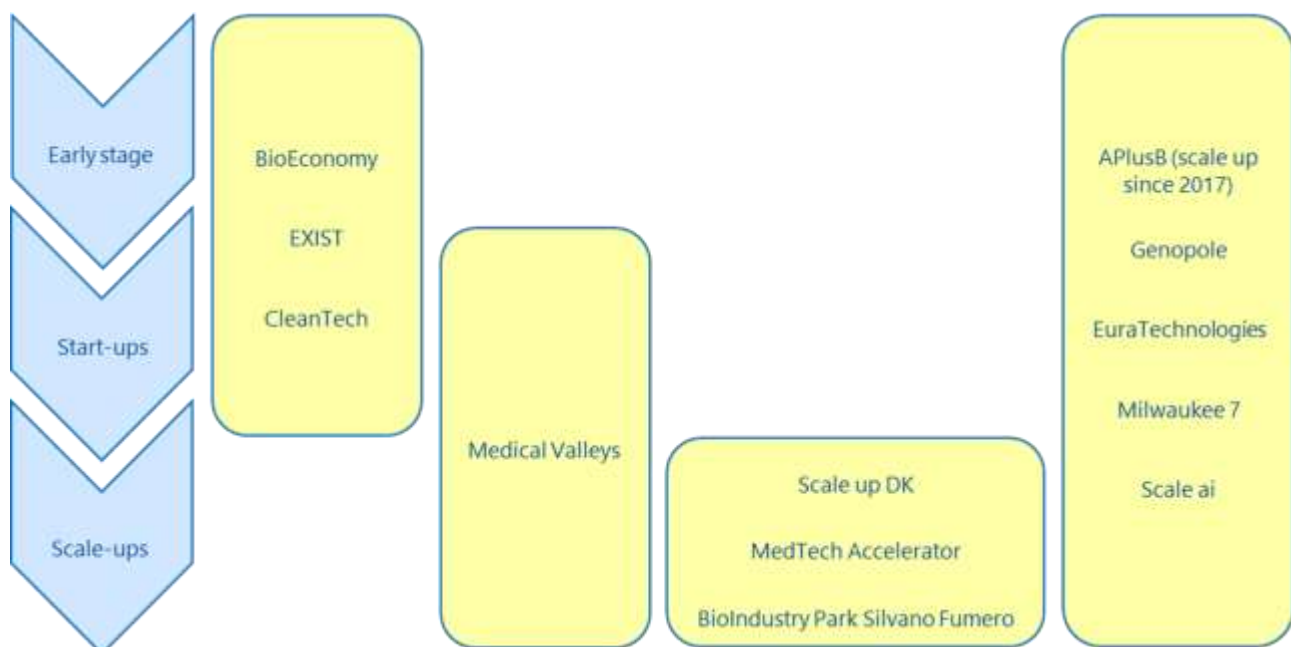 Early stage
Start-ups
Scale-ups
BioEconomy
EXIST
CleanTech
Medical Valleys
Scale up DK
MedTech Accelerator
BioIndustry Park Silvano Fumero
APlusB (scale up
since 2017)
Genopole
EuraTechnologies
Milwaukee 7
Scale ai